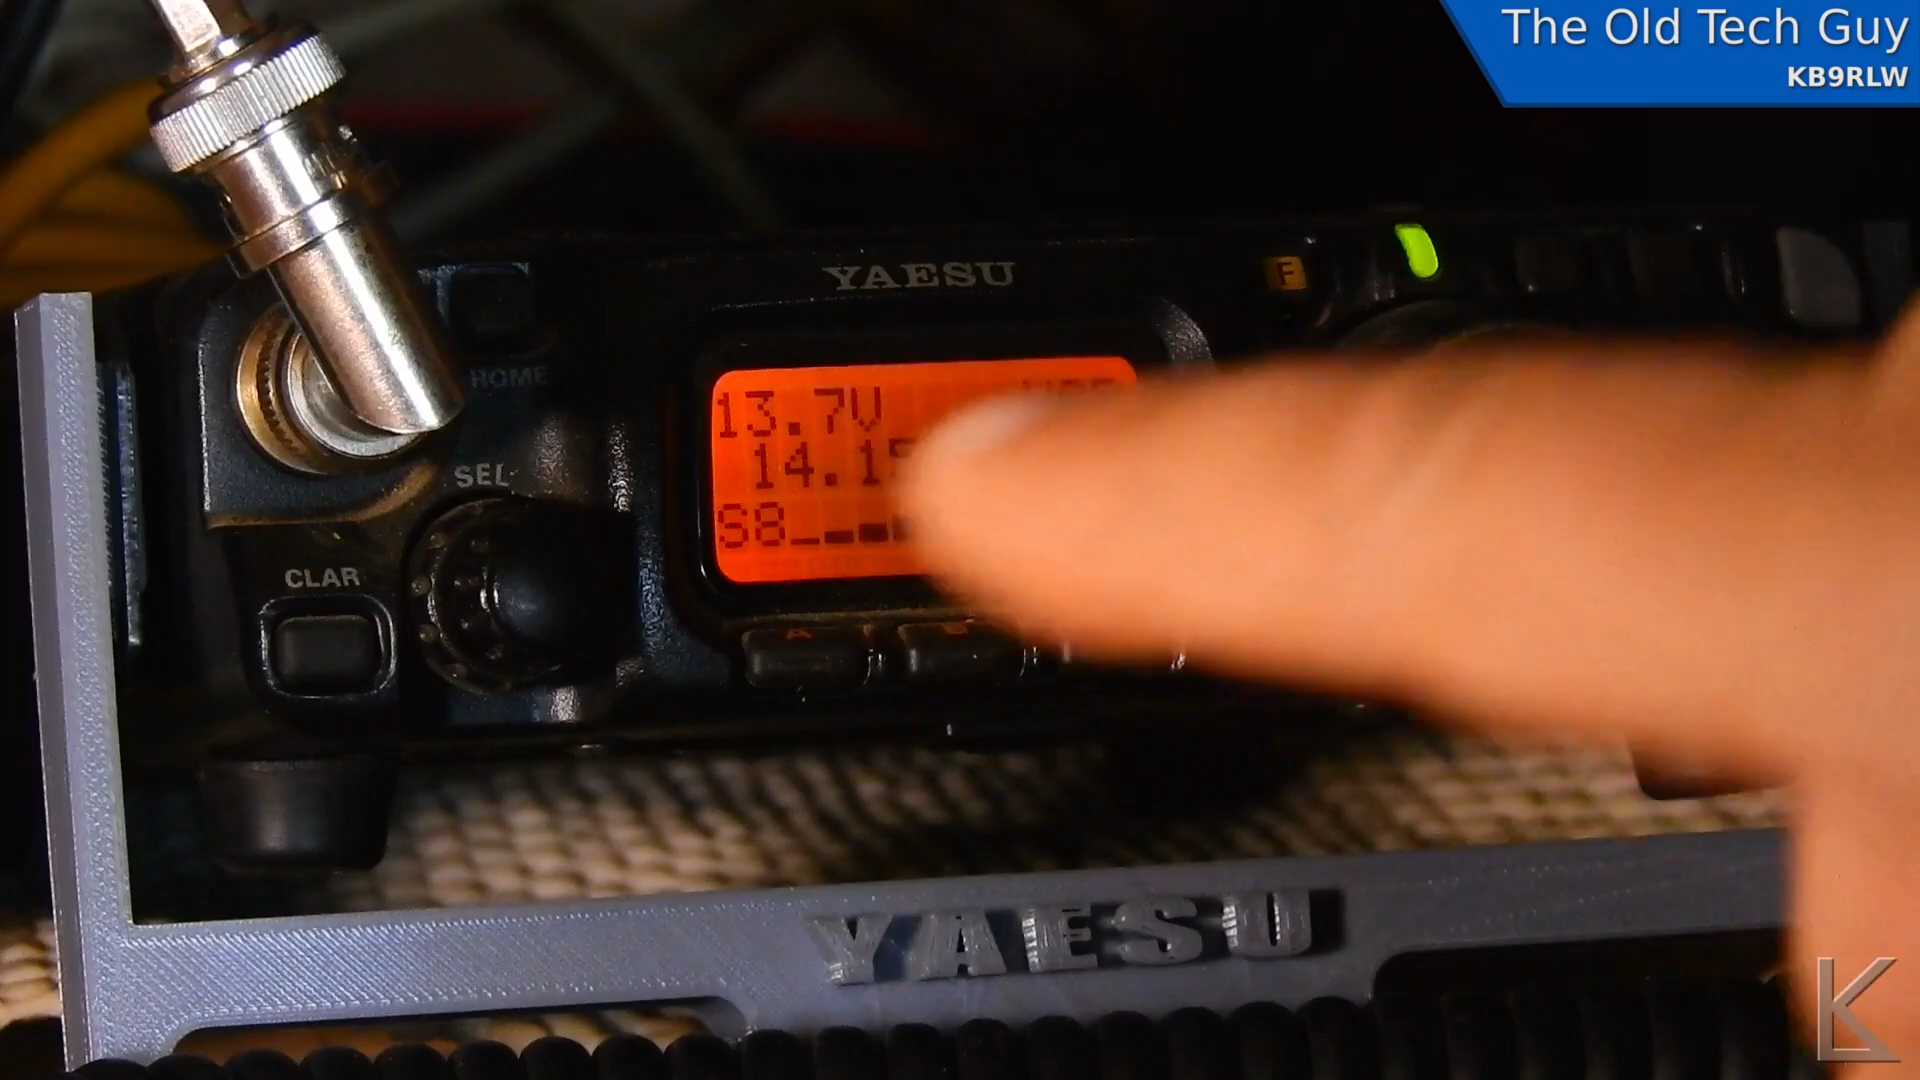 The Old Tech Guy
KB9RLW
YAESU
F
HOME
13.7V
14.1
SEL
S8
CLAR
A
B
YAESU